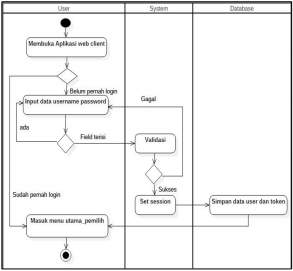 User
System
Database
Membuka Aplikasi web client
Belum pernah login
Input data username password
Gagal
ada
Field terisi
Validasi
Sukses
Sudah pernah login
Set session
Simpan data user dan token
Masuk menu utama_pemilih